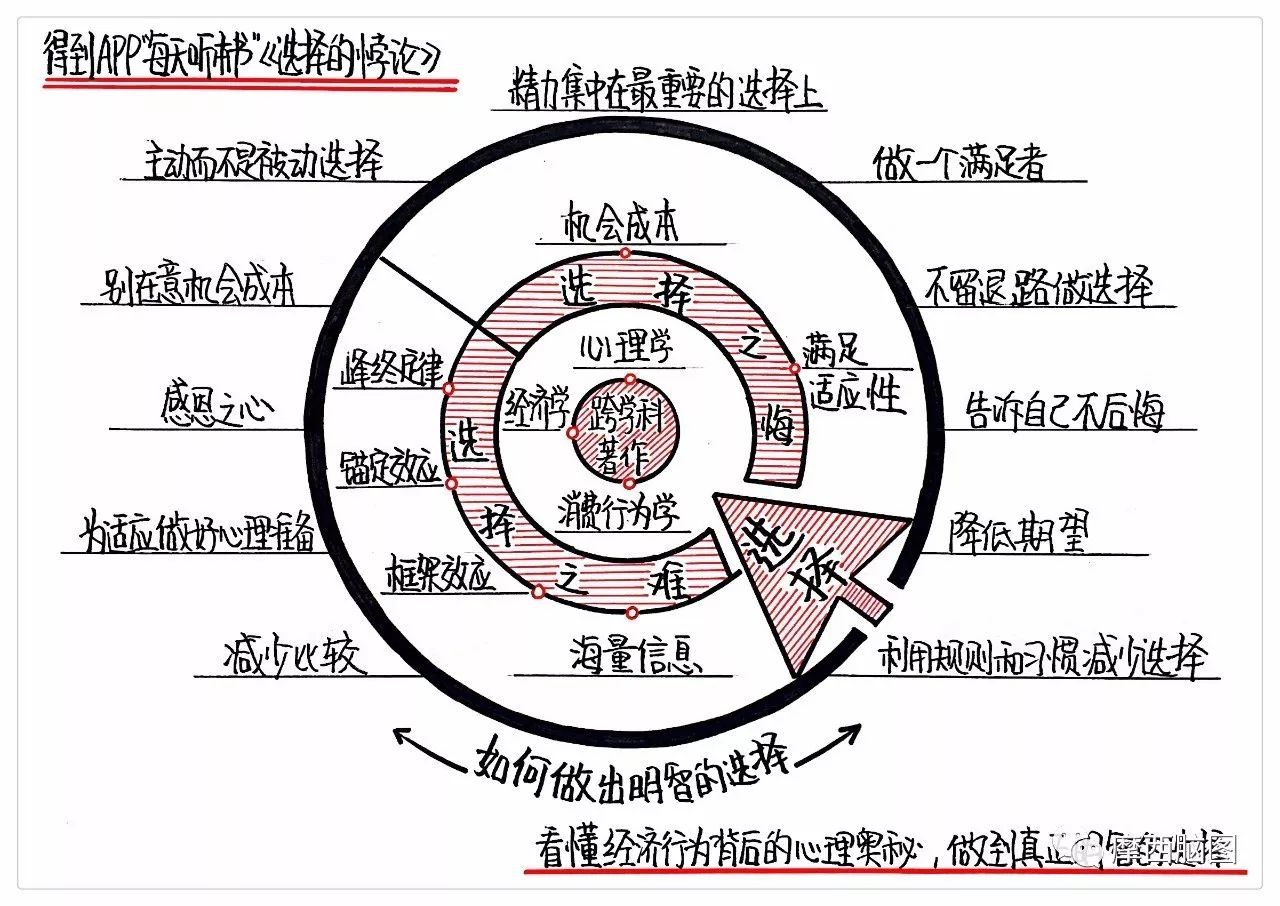 得到APP“每天听本书”《选择的悖论》
精力集中在最重要的选择上
主动而不是被动选择
做一个满足者
机会成本
选择之悔
别在意机会成本
不留退路做选择
心理学
满足
适应性
峰终定律
经济学
跨学科
著作
感恩之心
告诉自己不后悔
锚定效应
选择之难
消费行为学
选择
为适应做好心理准备
降低期望
框架效应
减少比较
海量信息
利用规则和习惯减少选择
如何做出明智的选择
看懂经济行为背后的心理奥秘，做到真正
选择
摩西脑图